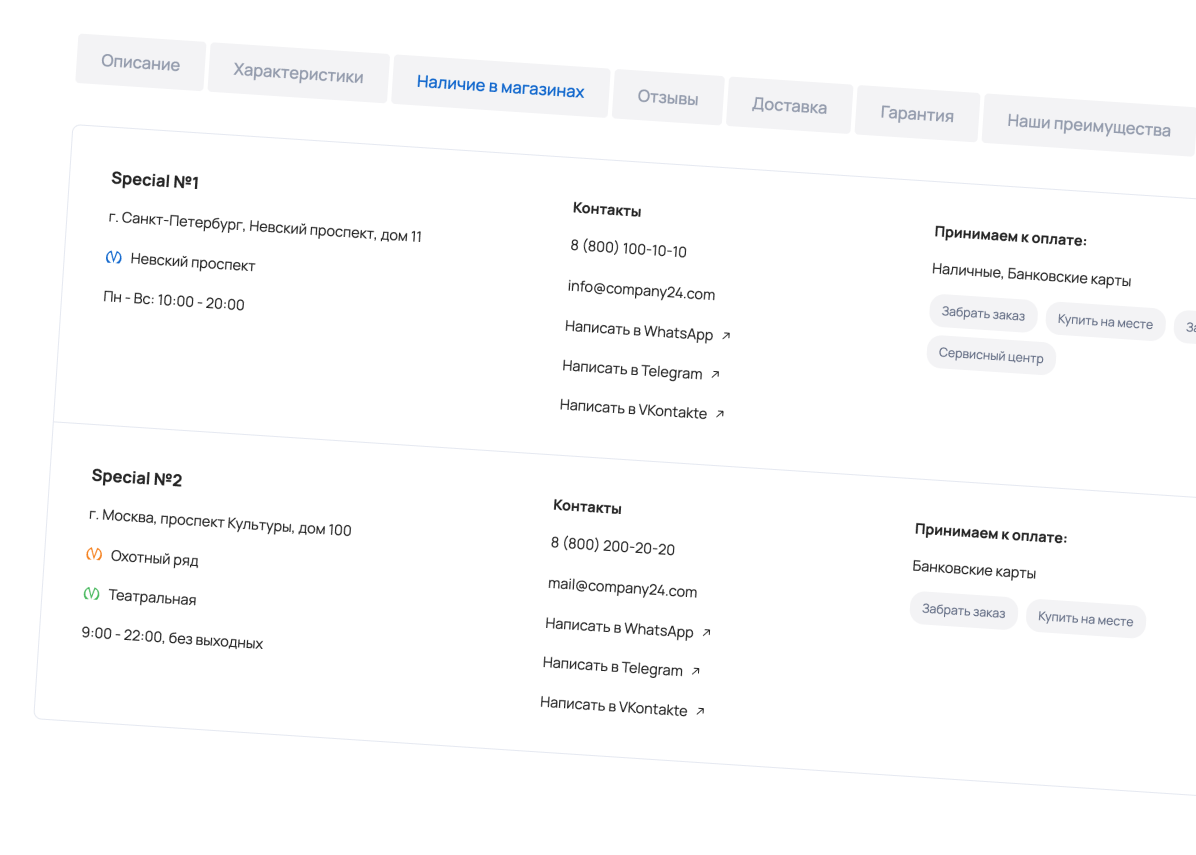 Описание
Характеристики
Наличие в магазинах
Отзывы
Доставка
Гарантия
Наши преимущества
Special №1
г. Санкт-Петербург, Невский проспект, дом 11
Невский проспект
Пн - Вс: 10:00 - 20:00
Контакты
8 (800) 100-10-10
info@company24.com
Написать в WhatsApp ↗
Написать в Telegram ↗
Написать в VKontakte ↗
Принимаем к оплате:
Наличные, Банковские карты
Забрать заказ
Купить на месте
Сервисный центр
Special №2
г. Москва, проспект Культуры, дом 100
Охотный ряд
Театральная
9:00 - 22:00, без выходных
Контакты
8 (800) 200-20-20
mail@company24.com
Написать в WhatsApp ↗
Написать в Telegram ↗
Написать в VKontakte ↗
Принимаем к оплате:
Банковские карты
Забрать заказ
Купить на месте